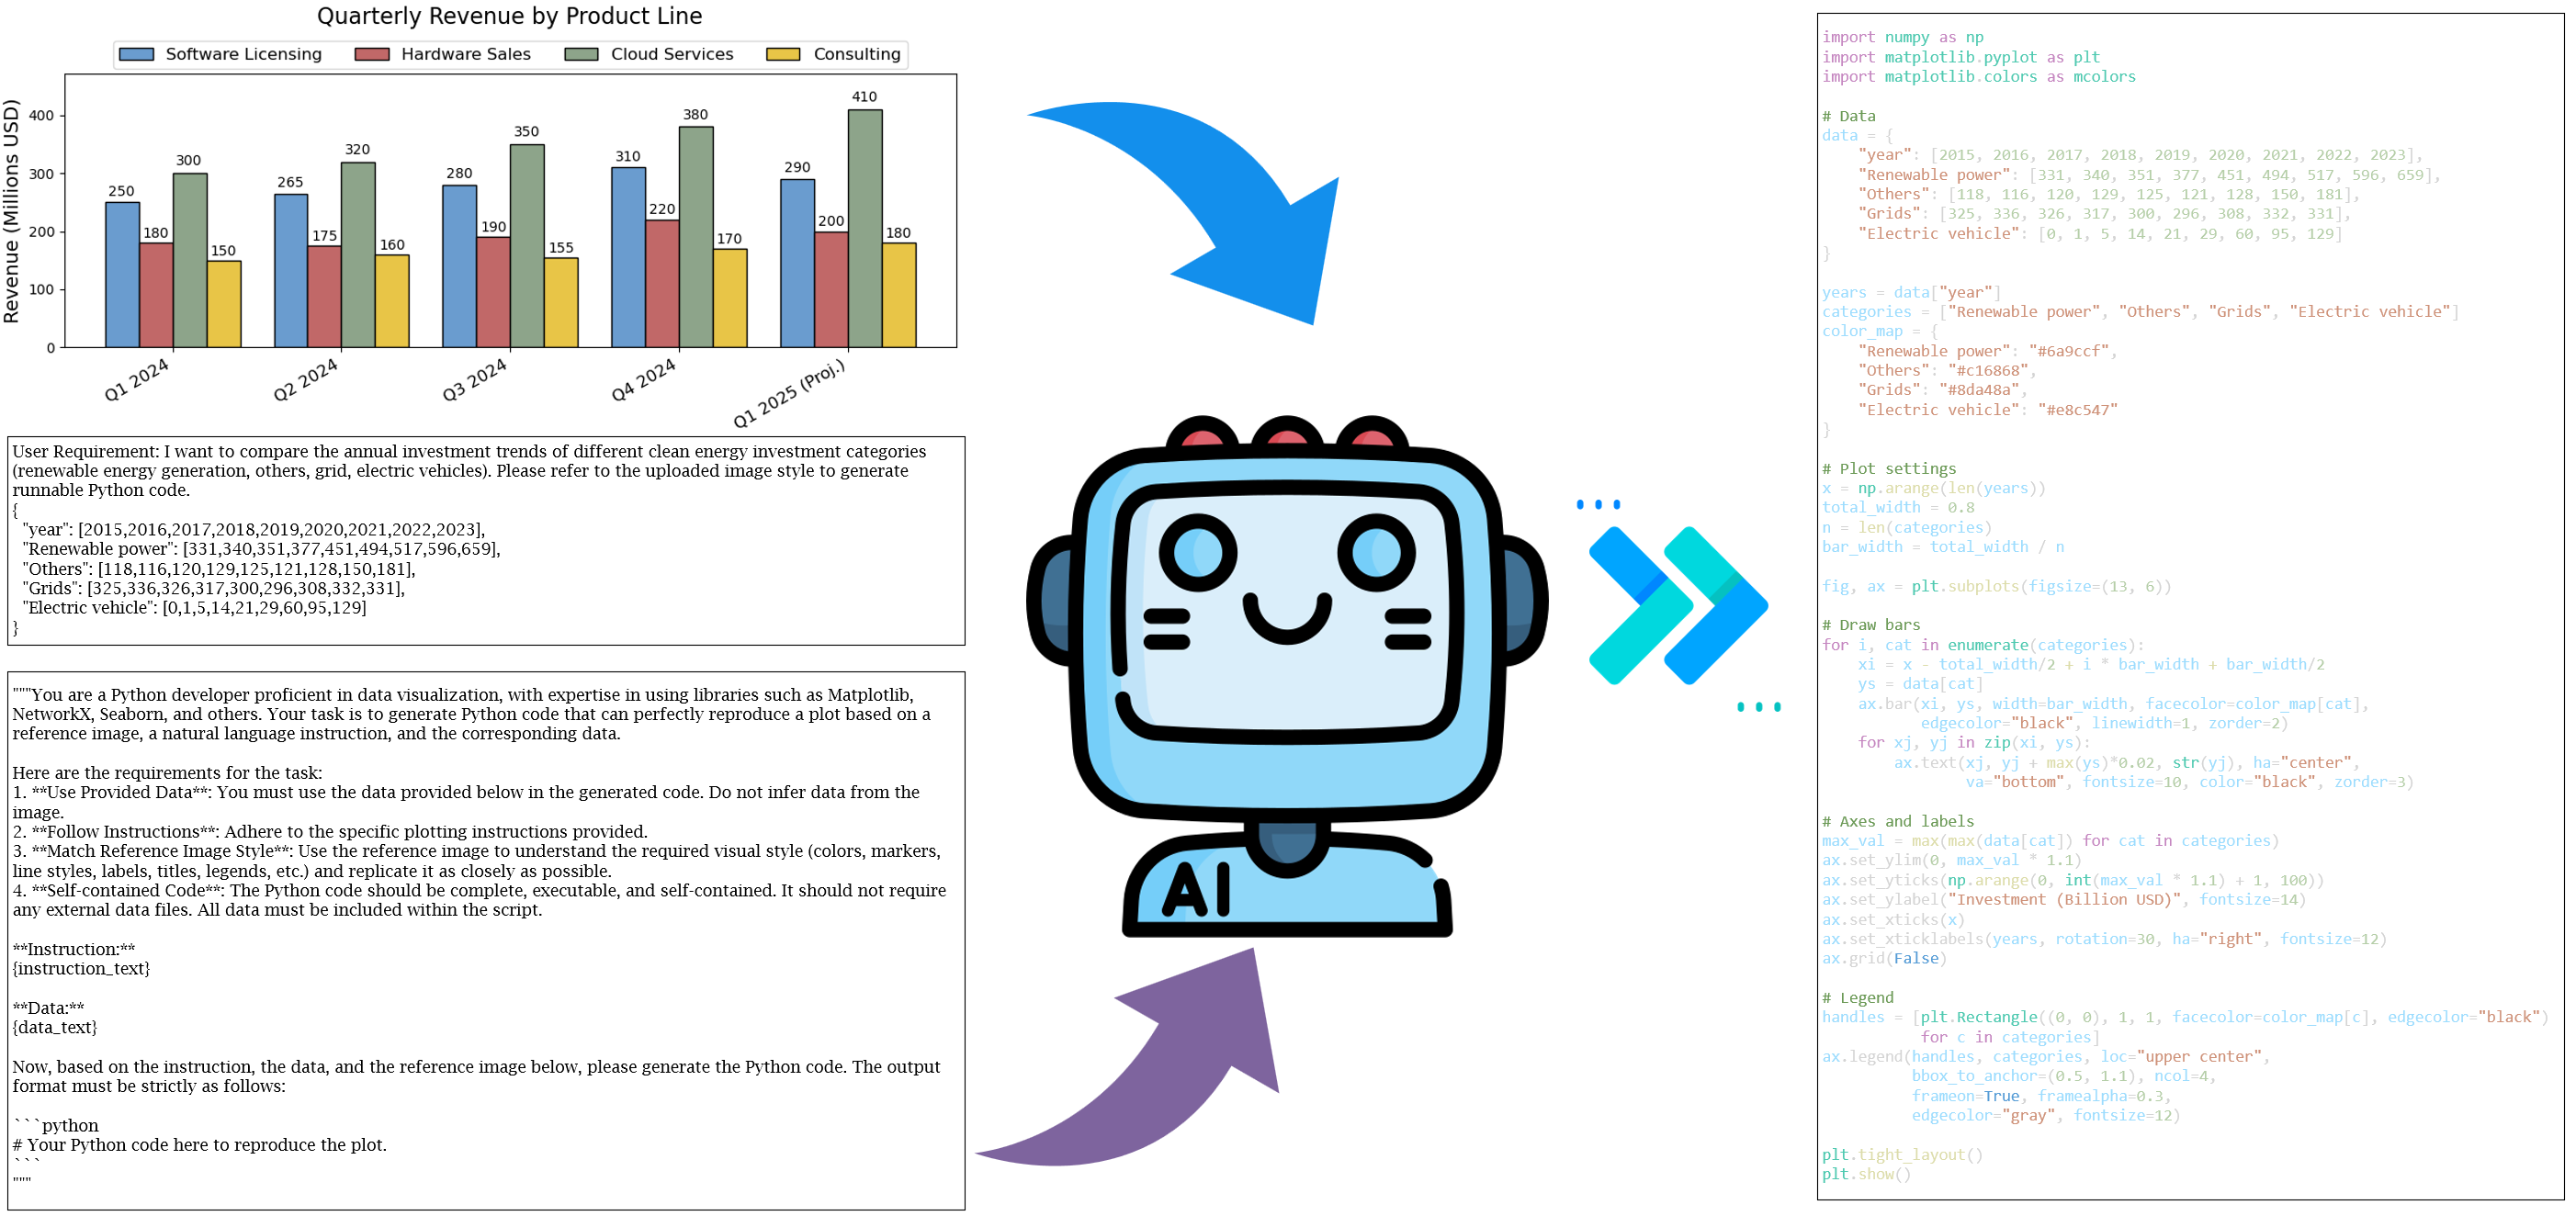 Quarterly Revenue by Product Line
Software Licensing Hardware Sales Cloud Services Consulting
Revenue (Millions USD)
400
300
200
100
0
250 180 300 150
265 175 320 160
280 190 350 155
310 220 380 170
290 200 410 180
Q1 2024
Q2 2024
Q3 2024
Q4 2024
Q1 2025 (Proj.)
User Requirement: I want to compare the annual investment trends of different clean energy investment categories
(renewable energy generation, others, grid, electric vehicles). Please refer to the uploaded image style to generate
runnable Python code.
{
"year": [2015,2016,2017,2018,2019,2020,2021,2022,2023],
"Renewable power": [331,340,351,377,451,494,517,596,659],
"Others": [118,116,120,129,125,121,128,150,181],
"Grids": [325,336,326,317,300,296,308,332,331],
"Electric vehicle": [0,1,5,14,21,29,60,95,129]
}
"""You are a Python developer proficient in data visualization, with expertise in using libraries such as Matplotlib,
NetworkX, Seaborn, and others. Your task is to generate Python code that can perfectly reproduce a plot based on a
reference image, a natural language instruction, and the corresponding data.
Here are the requirements for the task:
1. **Use Provided Data**: You must use the data provided below in the generated code. Do not infer data from the
image.
2. **Follow Instructions**: Adhere to the specific plotting instructions provided.
3. **Match Reference Image Style**: Use the reference image to understand the required visual style (colors, markers,
line styles, labels, titles, legends, etc.) and replicate it as closely as possible.
4. **Self-contained Code**: The Python code should be complete, executable, and self-contained. It should not require
any external data files. All data must be included within the script.
**Instruction:**
{instruction_text}
**Data:**
{data_text}
Now, based on the instruction, the data, and the reference image below, please generate the Python code. The output
format must be strictly as follows:
```python
# Your Python code here to reproduce the plot.
```
"""
AI
import numpy as np
import matplotlib.pyplot as plt
import matplotlib.colors as mcolors
# Data
data = {
"year": [2015, 2016, 2017, 2018, 2019, 2020, 2021, 2022, 2023],
"Renewable power": [331, 340, 351, 377, 451, 494, 517, 596, 659],
"Others": [118, 116, 120, 129, 125, 121, 128, 150, 181],
"Grids": [325, 336, 326, 317, 300, 296, 308, 332, 331],
"Electric vehicle": [0, 1, 5, 14, 21, 29, 60, 95, 129]
}
years = data["year"]
categories = ["Renewable power", "Others", "Grids", "Electric vehicle"]
color_map = {
"Renewable power": "#6a9ccf",
"Others": "#c16868",
"Grids": "#8da48a",
"Electric vehicle": "#e8c547"
}
# Plot settings
x = np.arange(len(years))
total_width = 0.8
n = len(categories)
bar_width = total_width / n
fig, ax = plt.subplots(figsize=(13, 6))
# Draw bars
for i, cat in enumerate(categories):
xi = x - total_width/2 + i * bar_width + bar_width/2
ys = data[cat]
ax.bar(xi, ys, width=bar_width, facecolor=color_map[cat],
edgecolor="black", linewidth=1, zorder=2)
for xj, yj in zip(xi, ys):
ax.text(xj, yj + max(ys)*0.02, str(yj), ha="center",
va="bottom", fontsize=10, color="black", zorder=3)
# Axes and labels
max_val = max(max(data[cat]) for cat in categories)
ax.set_ylim(0, max_val * 1.1)
ax.set_yticks(np.arange(0, int(max_val * 1.1) + 1, 100))
ax.set_ylabel("Investment (Billion USD)", fontsize=14)
ax.set_xticks(x)
ax.set_xticklabels(years, rotation=30, ha="right", fontsize=12)
ax.grid(False)
# Legend
handles = [plt.Rectangle((0, 0), 1, 1, facecolor=color_map[c], edgecolor="black")
for c in categories]
ax.legend(handles, categories, loc="upper center",
bbox_to_anchor=(0.5, 1.1), ncol=4,
frameon=True, framealpha=0.3,
edgecolor="gray", fontsize=12)
plt.tight_layout()
plt.show()